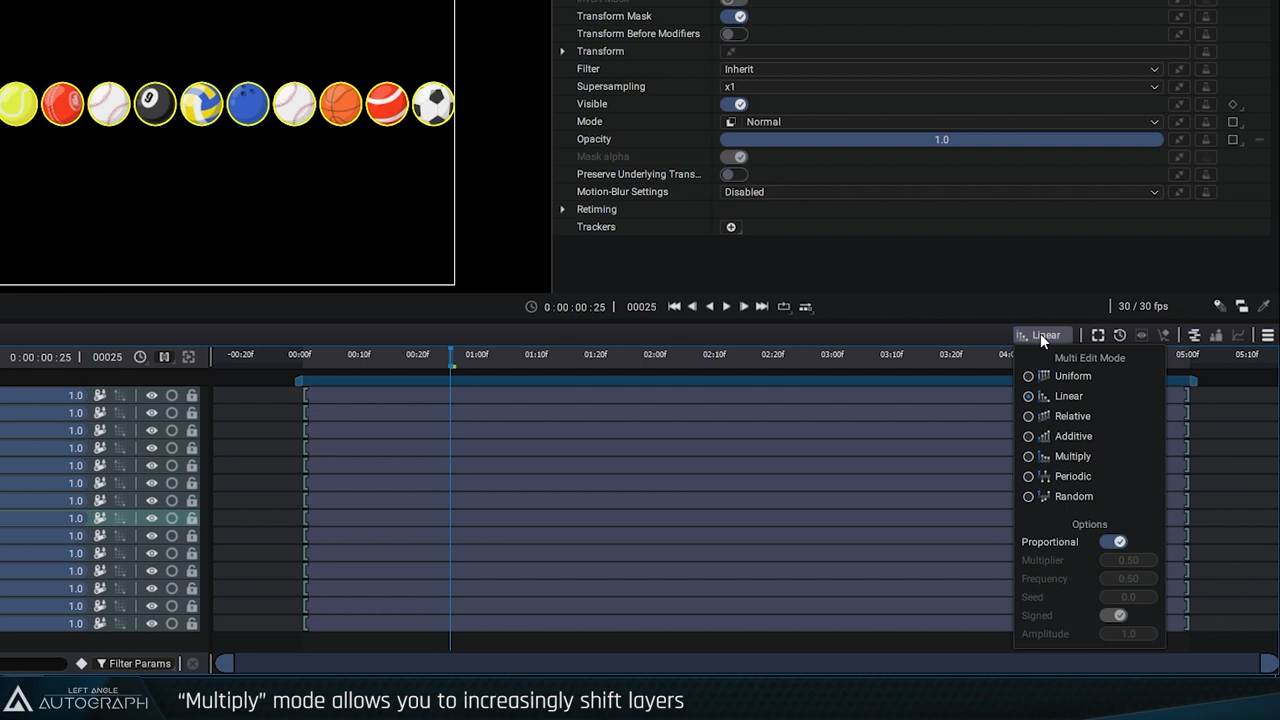 Invert Mask
Transform Mask
Transform Before Modifiers
Transform
Filter Inherit
Supersampling x1
Visible
Mode Normal
Opacity 1.0
Mask alpha
Preserve Underlying Trans...
Motion-Blur Settings Disabled
Retiming
Trackers
0:00:00:25 00025 30 / 30 fps
Linear
0:00:00:25 00025 -00:20f 00:00f 00:10f 00:20f 01:00f 01:10f 01:20f 02:00f 02:10f 02:20f 03:00f 03:10f 03:20f 05:00f 05:10f
Multi Edit Mode
Uniform
Linear
Relative
Additive
Multiply
Periodic
Random
Options
Proportional
Multiplier 0.50
Frequency 0.50
Seed 0.0
Signed
Amplitude 1.0
1.0
1.0
1.0
1.0
1.0
1.0
1.0
1.0
1.0
1.0
1.0
1.0
1.0
1.0
Filter Params
LEFT ANGLE
AUTOGRAPH
“Multiply” mode allows you to increasingly shift layers